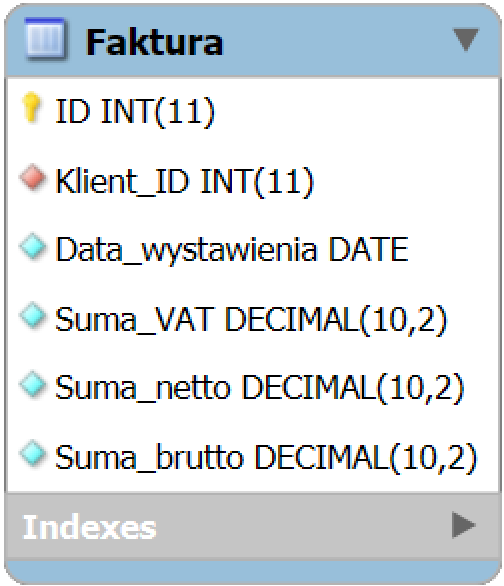 Faktura
ID INT(11)
Klient_ID INT(11)
Data_wystawienia DATE
Suma_VAT DECIMAL(10,2)
Suma_netto DECIMAL(10,2)
Suma_brutto DECIMAL(10,2)
Indexes